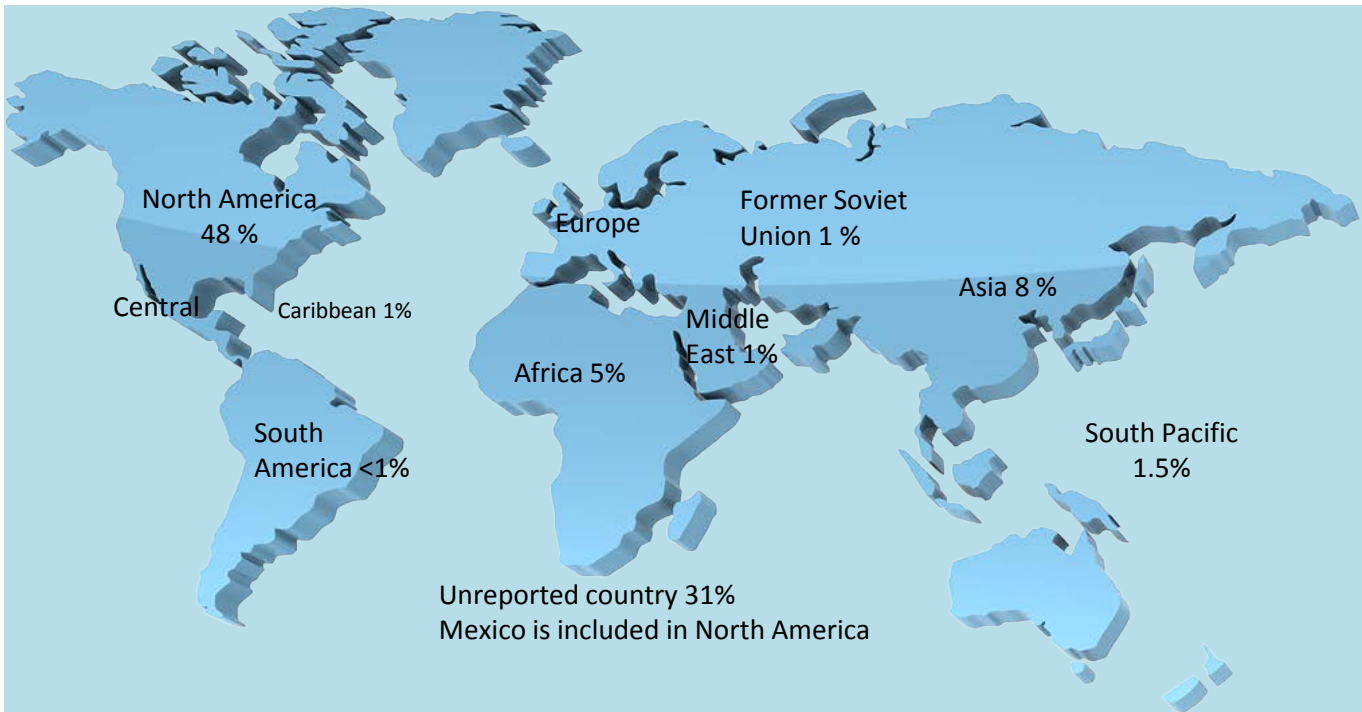 North America
48 %
Europe
Former Soviet
Union 1 %
Central
Caribbean 1%
Asia 8 %
Middle
East 1%
Africa 5%
South
America <1%
South Pacific
1.5%
Unreported country 31%
Mexico is included in North America